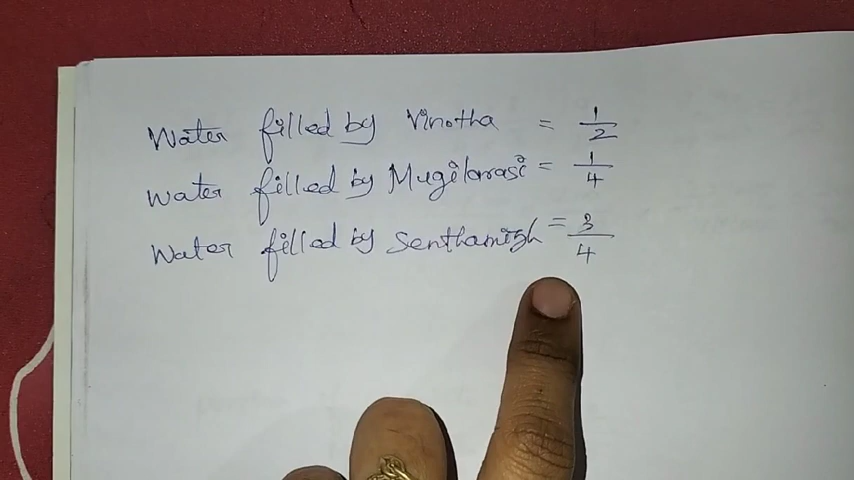 Water filled by Vinotha = 1/2
Water filled by Mugilarasi = 1/4
Water filled by Senthamizh = 3/4